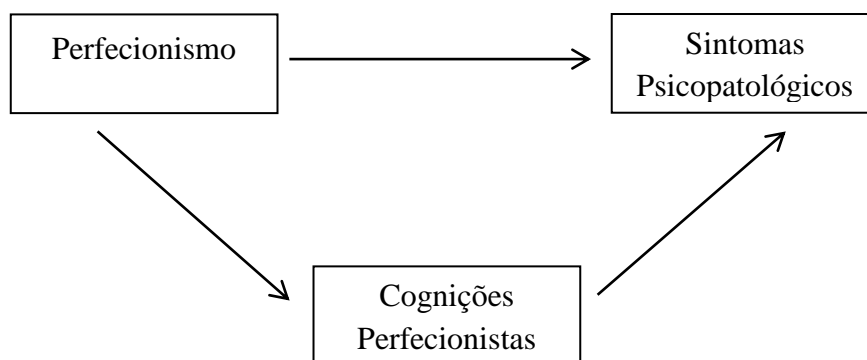 Perfecionismo
Sintomas
Psicopatológicos
Cognições
Perfecionistas